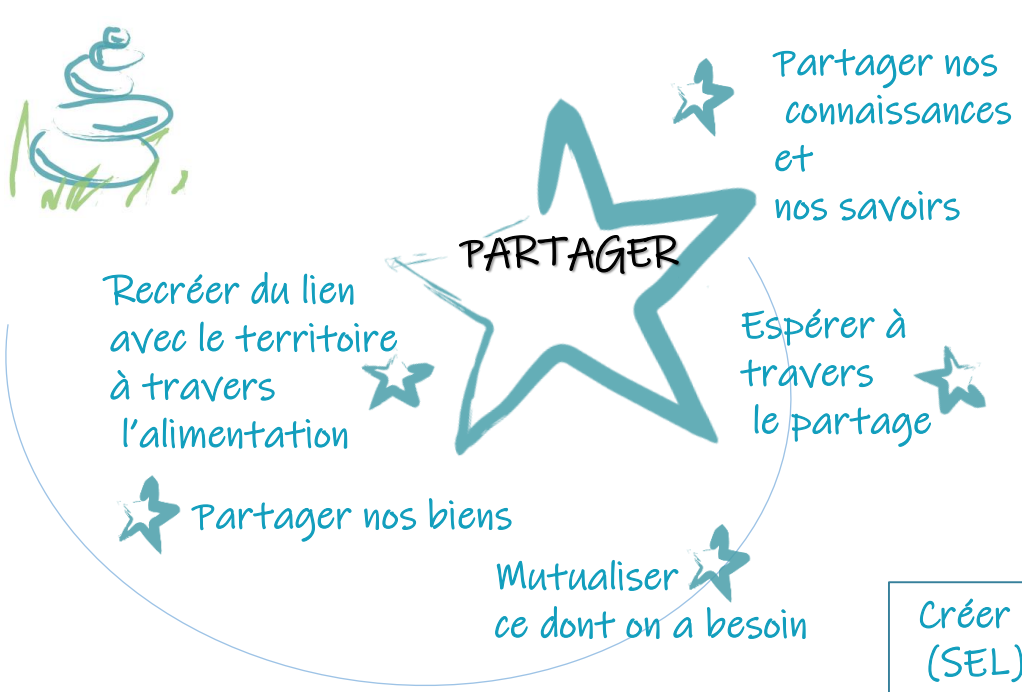 Partager nos
connaissances
et
nos savoirs
PARTAGER
Recréer du lien
avec le territoire
à travers
l'alimentation
Espérer à
travers
le partage
Partager nos biens
Mutualiser
ce dont on a besoin
Créer
(SEL)